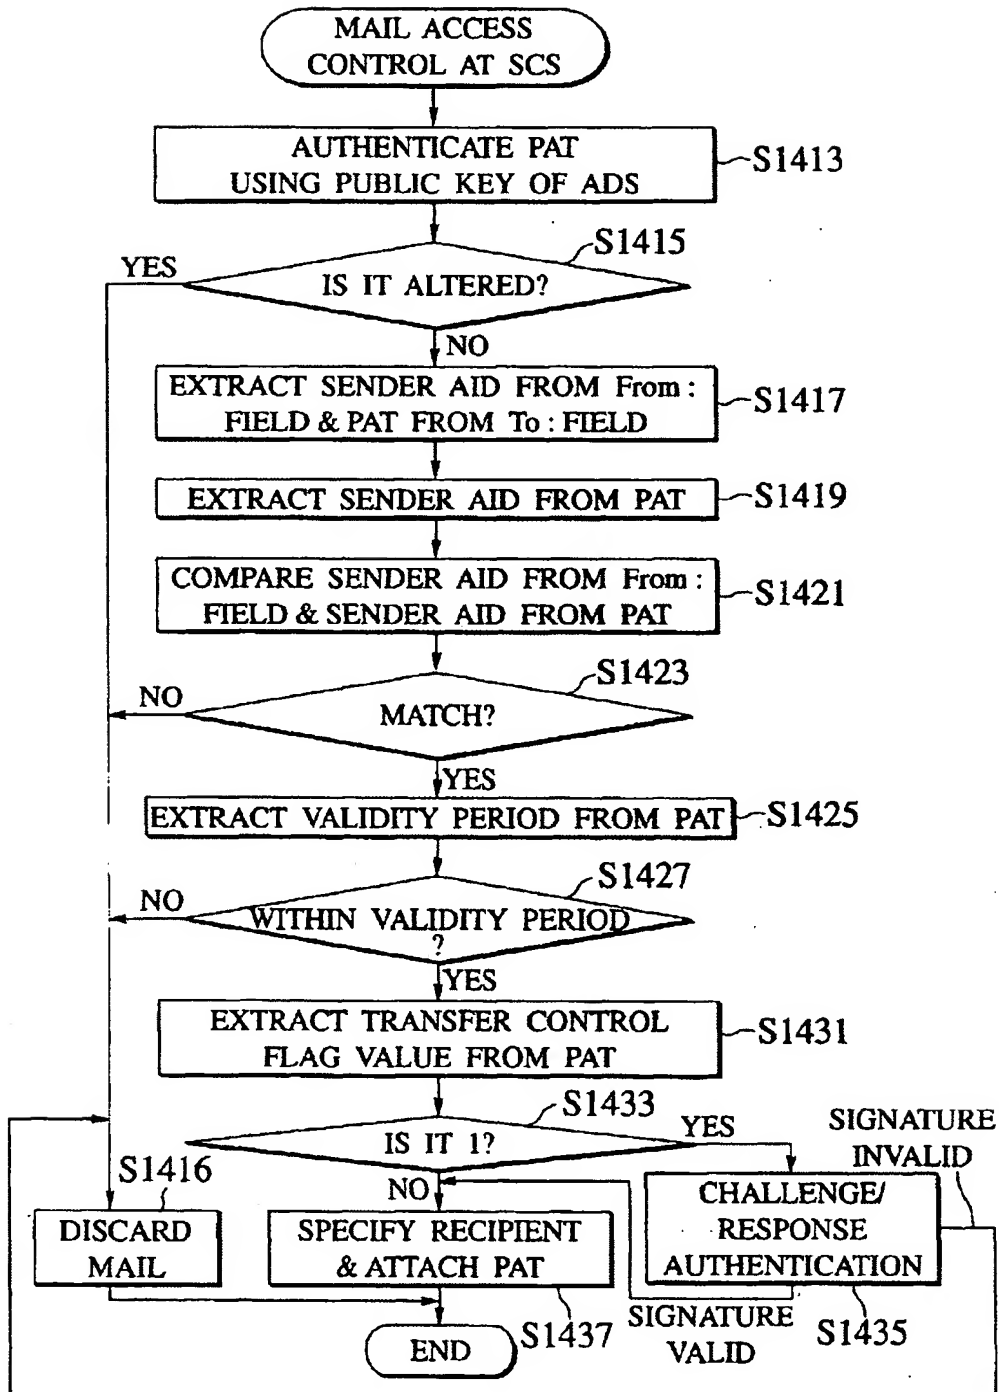 MAIL ACCESS
CONTROL AT SCS
AUTHENTICATE PAT
USING PUBLIC KEY OF ADS
S1413
S1415
YES
IS IT ALTERED?
NO
EXTRACT SENDER AID FROM From :
FIELD & PAT FROM To : FIELD
S1417
EXTRACT SENDER AID FROM PAT
S1419
COMPARE SENDER AID FROM From :
FIELD & SENDER AID FROM PAT
S1421
S1423
NO
MATCH?
YES
EXTRACT VALIDITY PERIOD FROM PAT
S1425
S1427
NO
WITHIN VALIDITY PERIOD
?
YES
EXTRACT TRANSFER CONTROL
FLAG VALUE FROM PAT
S1431
S1433
IS IT 1?
YES
SIGNATURE
INVALID
S1416
NO
DISCARD
MAIL
SPECIFY RECIPIENT
& ATTACH PAT
CHALLENGE/
RESPONSE
AUTHENTICATION
S1437
SIGNATURE
VALID
S1435
END